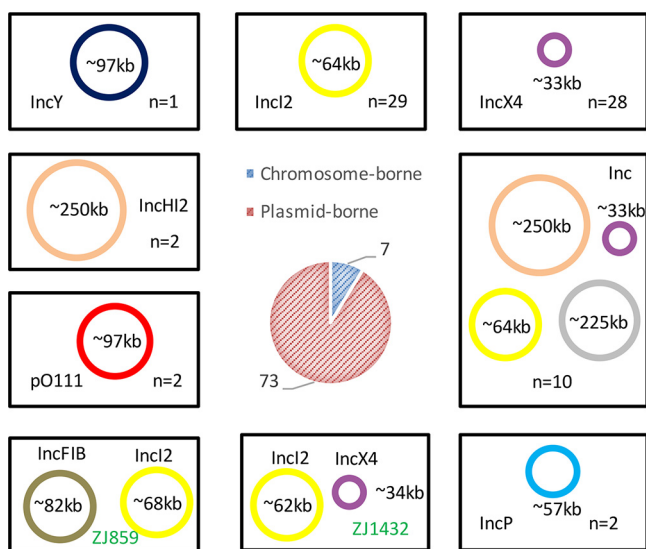 ~97kb
IncY n=1
~64kb
IncI2 n=29
~33kb
IncX4 n=28
~250kb
IncHI2
n=2
Chromosome-borne
Plasmid-borne
7
73
Inc
~250kb
~33kb
~64kb
~225kb
n=10
~97kb
pO111 n=2
IncFIB IncI2
~82kb ~68kb
ZJ859
IncI2 IncX4
~62kb ~34kb
ZJ1432
~57kb
IncP n=2